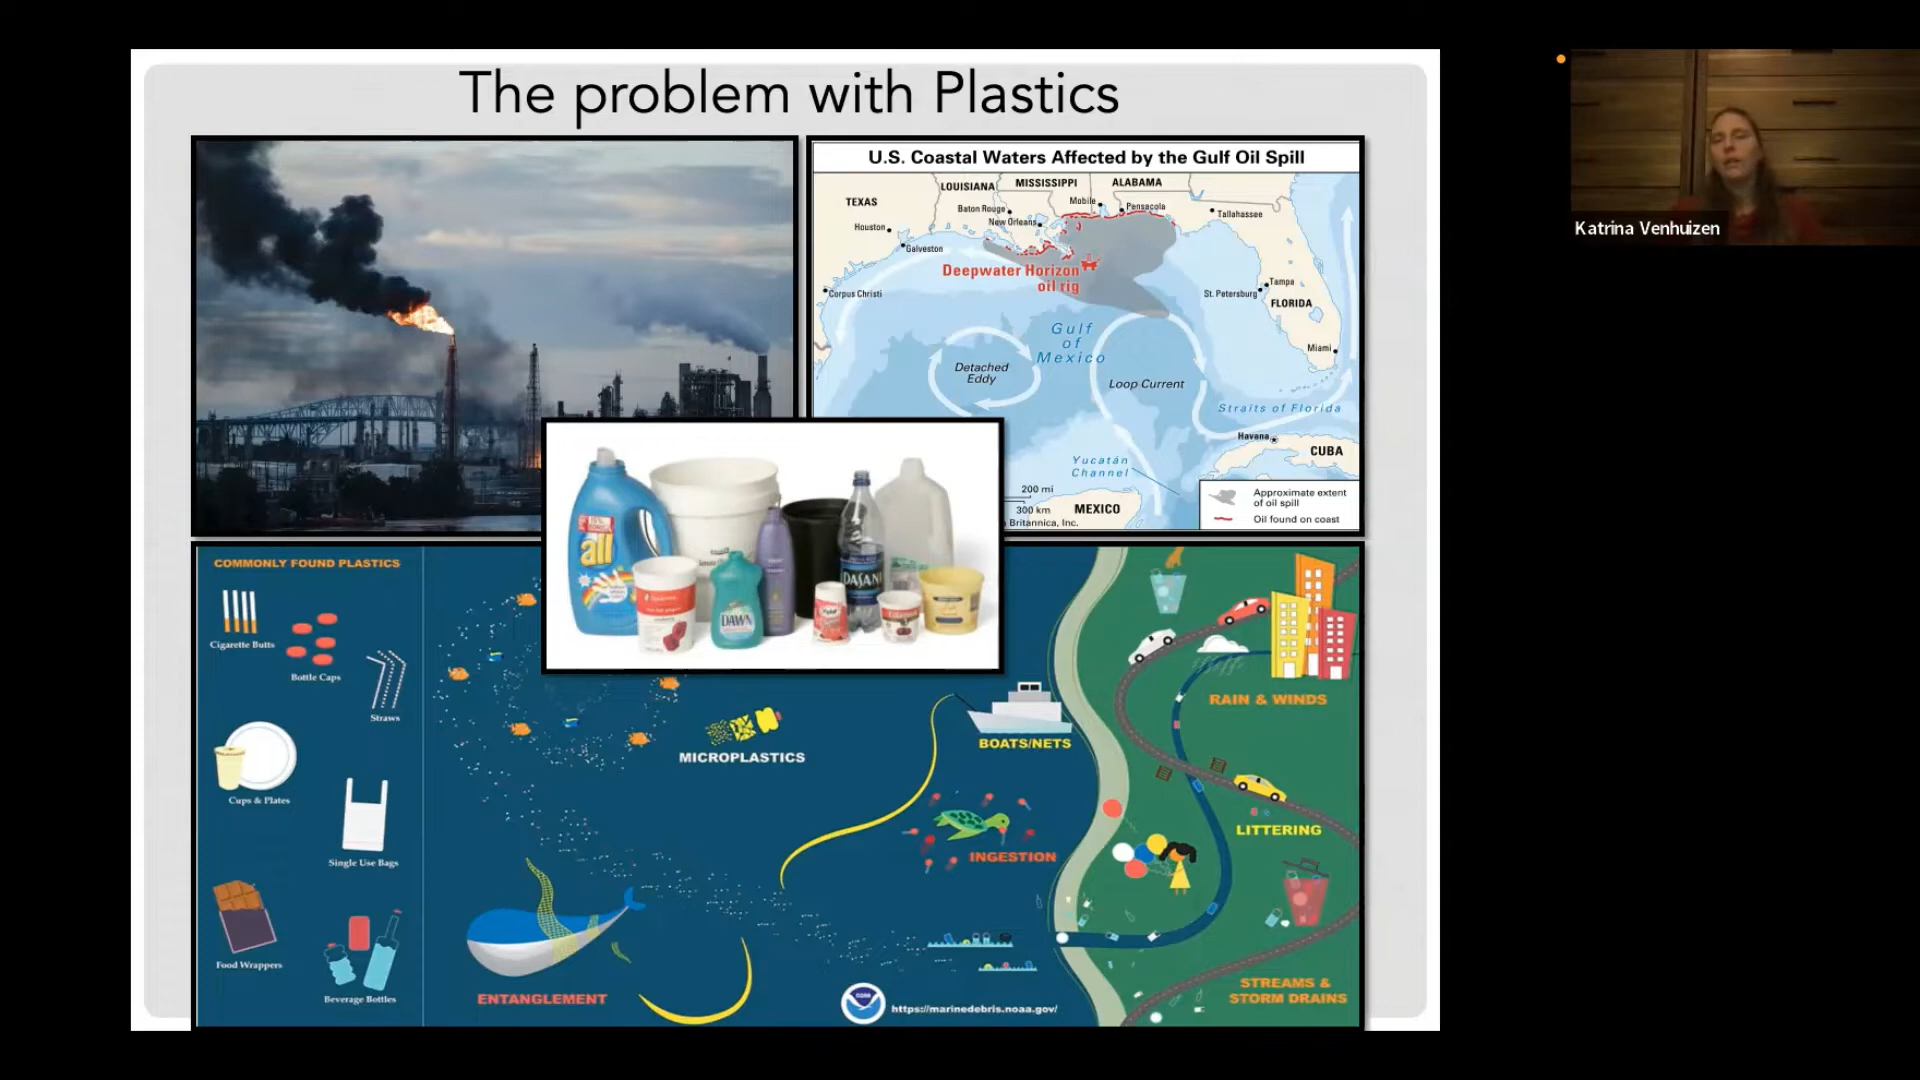 The problem with Plastics
U.S. Coastal Waters Affected by the Gulf Oil Spill
TEXAS
LOUISIANA
MISSISSIPPI
ALABAMA
Baton Rouge
Mobile
Pensacola
Tallahassee
Houston
New Orleans
Galveston
Deepwater Horizon
oil rig
Corpus Christi
St. Petersburg
Tampa
FLORIDA
Gulf
of
Mexico
Miami
Detached
Eddy
Loop Current
Straits of Florida
Havana
CUBA
Yucatán
Channel
200 mi
300 km
MEXICO
Britannica, Inc.
Approximate extent
of oil spill
Oil found on coast
all
DAWN
DASANI
COMMONLY FOUND PLASTICS
Cigarette Butts
Bottle Caps
Straws
Cups & Plates
Single Use Bags
Food Wrappers
Beverage Bottles
MICROPLASTICS
BOATS/NETS
INGESTION
ENTANGLEMENT
https://marinedebris.noaa.gov/
RAIN & WINDS
LITTERING
STREAMS &
STORM DRAINS
Katrina Venhuizen